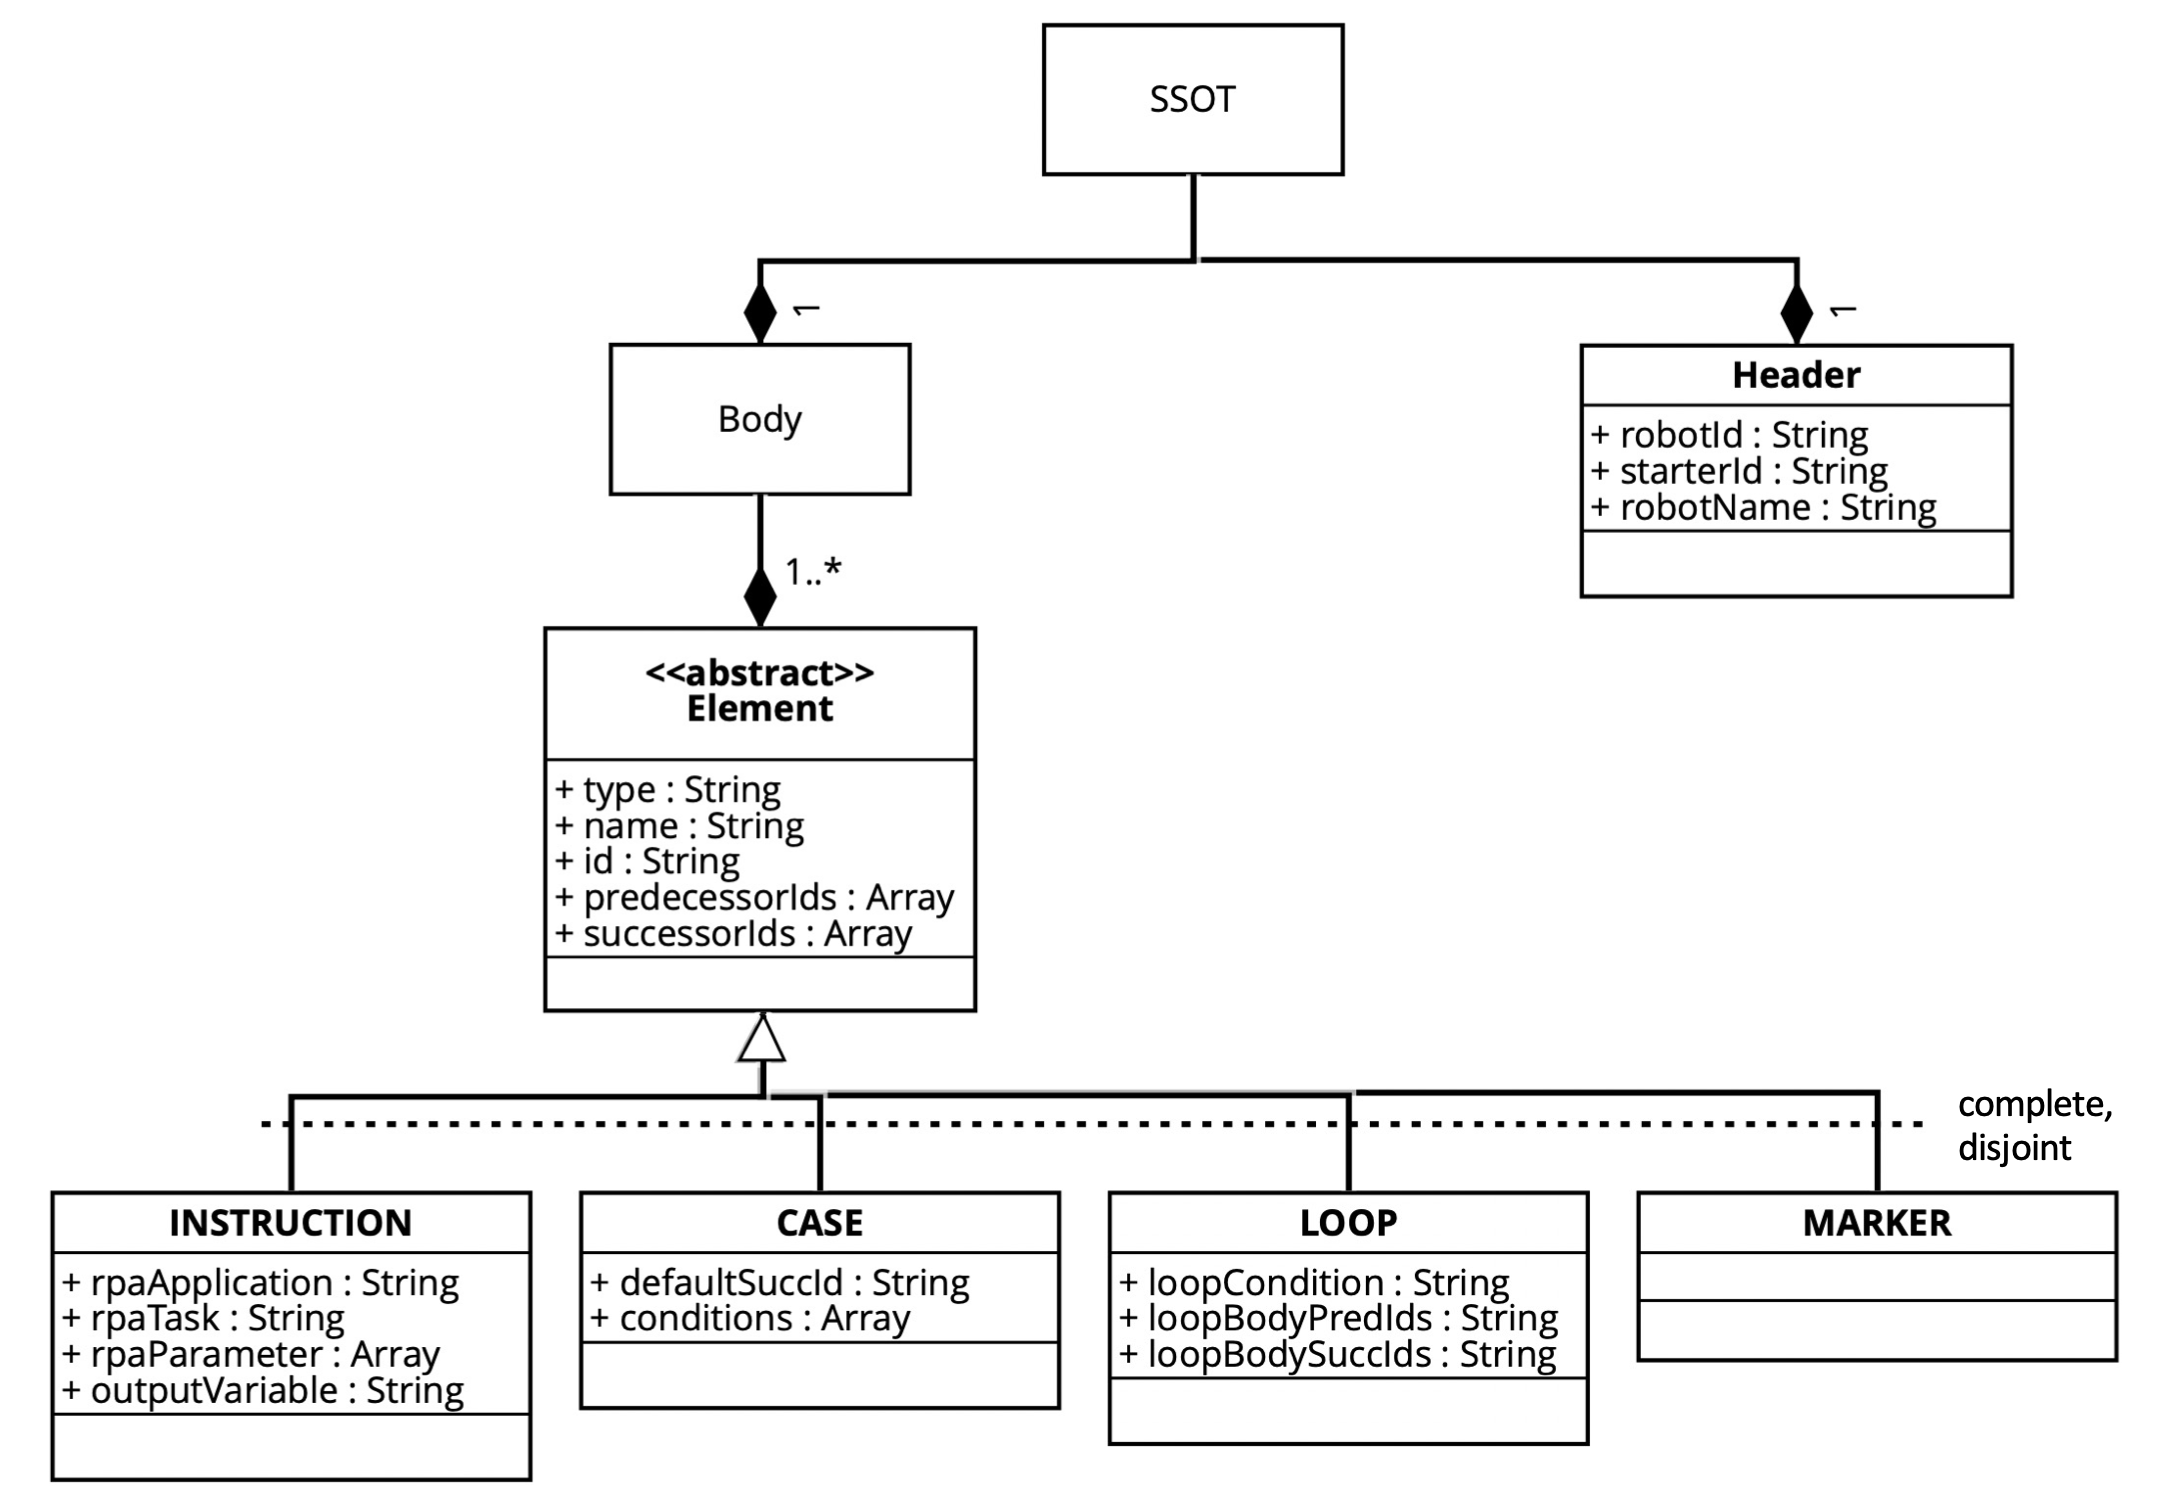 SSOT
1
1
Body
Header
+ robotId : String
+ starterId : String
+ robotName : String
1..*
<<abstract>>
Element
+ type : String
+ name : String
+ id : String
+ predecessorIds : Array
+ successorIds : Array
complete,
disjoint
INSTRUCTION
+ rpaApplication : String
+ rpaTask : String
+ rpaParameter : Array
+ outputVariable : String
CASE
+ defaultSuccId : String
+ conditions : Array
LOOP
+ loopCondition : String
+ loopBodyPredIds : String
+ loopBodySuccIds : String
MARKER